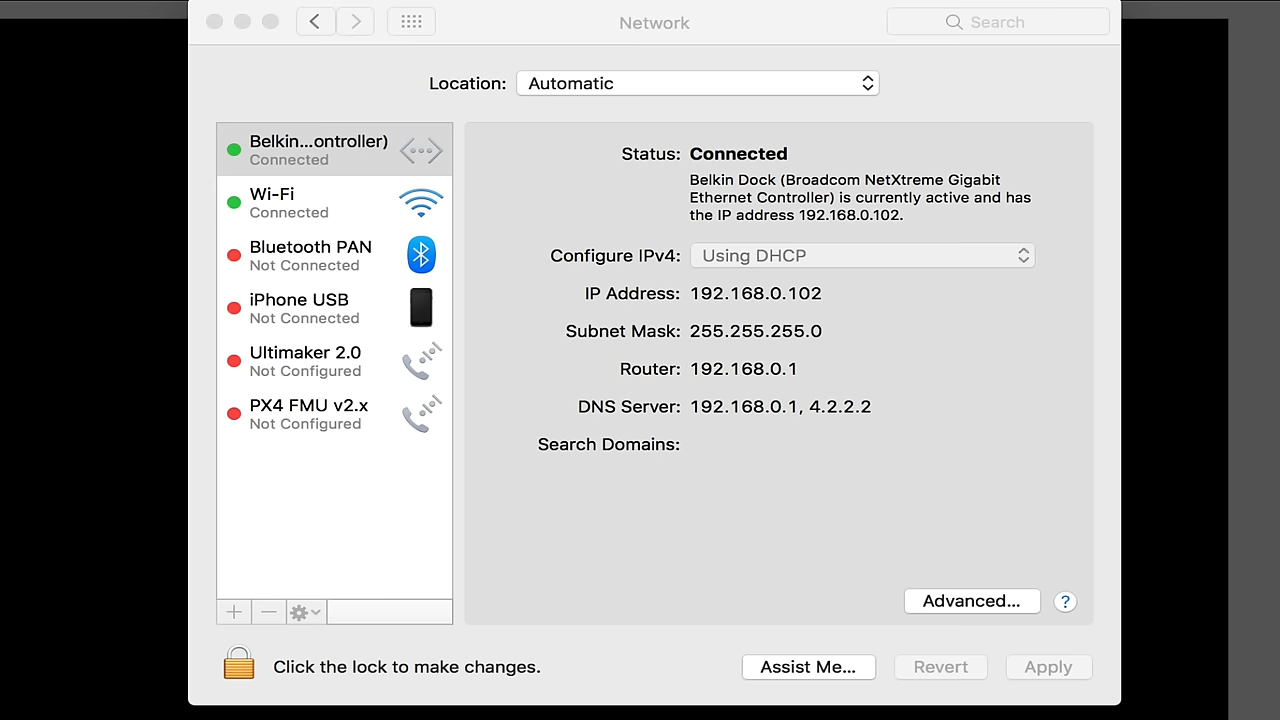 Network
Search
Location: Automatic
Belkin...ontroller)
Connected
Wi-Fi
Connected
Bluetooth PAN
Not Connected
iPhone USB
Not Connected
Ultimaker 2.0
Not Configured
PX4 FMU v2.x
Not Configured
Status: Connected
Belkin Dock (Broadcom NetXtreme Gigabit
Ethernet Controller) is currently active and has
the IP address 192.168.0.102.
Configure IPv4: Using DHCP
IP Address: 192.168.0.102
Subnet Mask: 255.255.255.0
Router: 192.168.0.1
DNS Server: 192.168.0.1, 4.2.2.2
Search Domains:
Advanced... ?
Click the lock to make changes.
Assist Me... Revert Apply